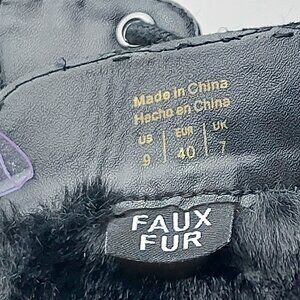 Made in China
Hecho en China
US EUR UK
9 40 7
FAUX
FUR